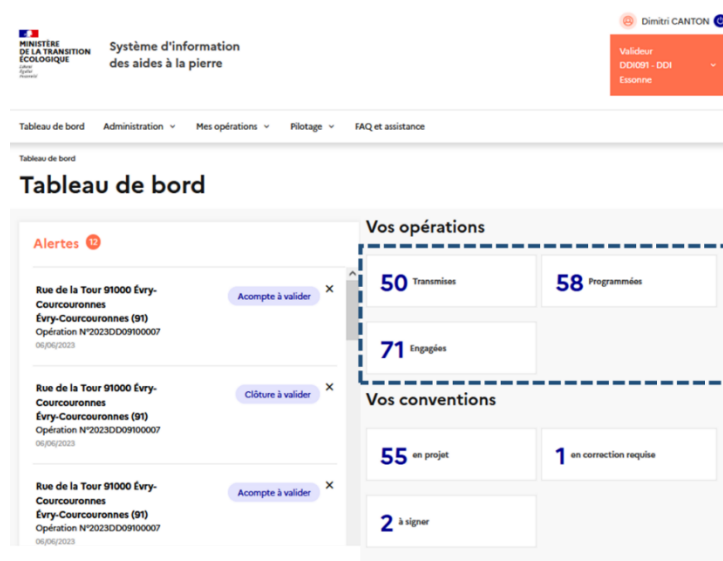 Dimitri CANTON
MINISTÈRE
DE LA TRANSITION
ÉCOLOGIQUE
Liberté
Égalité
Fraternité
Système d'information
des aides à la pierre
Valideur
DDI091 - DDI
Essonne
Tableau de bord Administration Mes opérations Pilotage FAQ et assistance
Tableau de bord
Tableau de bord
Alertes 12
Rue de la Tour 91000 Évry-
Courcouronnes
Évry-Courcouronnes (91)
Opération N°2023DD09100007
06/06/2023
Acompte à valider
Rue de la Tour 91000 Évry-
Courcouronnes
Évry-Courcouronnes (91)
Opération N°2023DD09100007
06/06/2023
Clôture à valider
Rue de la Tour 91000 Évry-
Courcouronnes
Évry-Courcouronnes (91)
Opération N°2023DD09100007
06/06/2023
Acompte à valider
Vos opérations
50 Transmises
58 Programmées
71 Engagées
Vos conventions
55 en projet
1 en correction requise
2 à signer